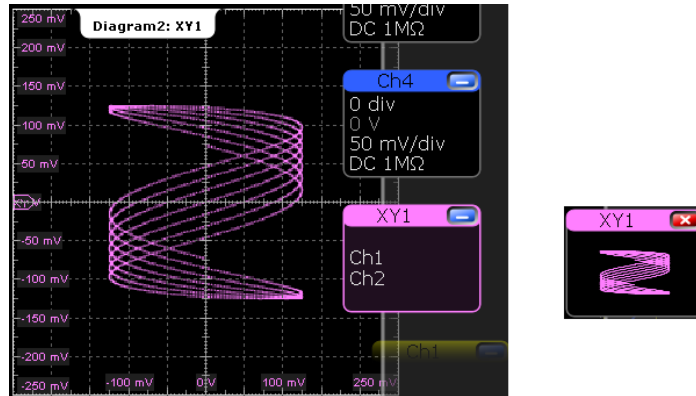 250 mV
Diagram2: XY1
50 mV/div
DC 1MΩ
-200 mV
-150 mV
-100 mV
-50 mV
-50 mV
-100 mV
-150 mV
-200 mV
-250 mV
-100 mV
0 V
100 mV
250 mV
Ch4
0 div
0 V
50 mV/div
DC 1MΩ
XY1
Ch1
Ch2
Ch1
XY1